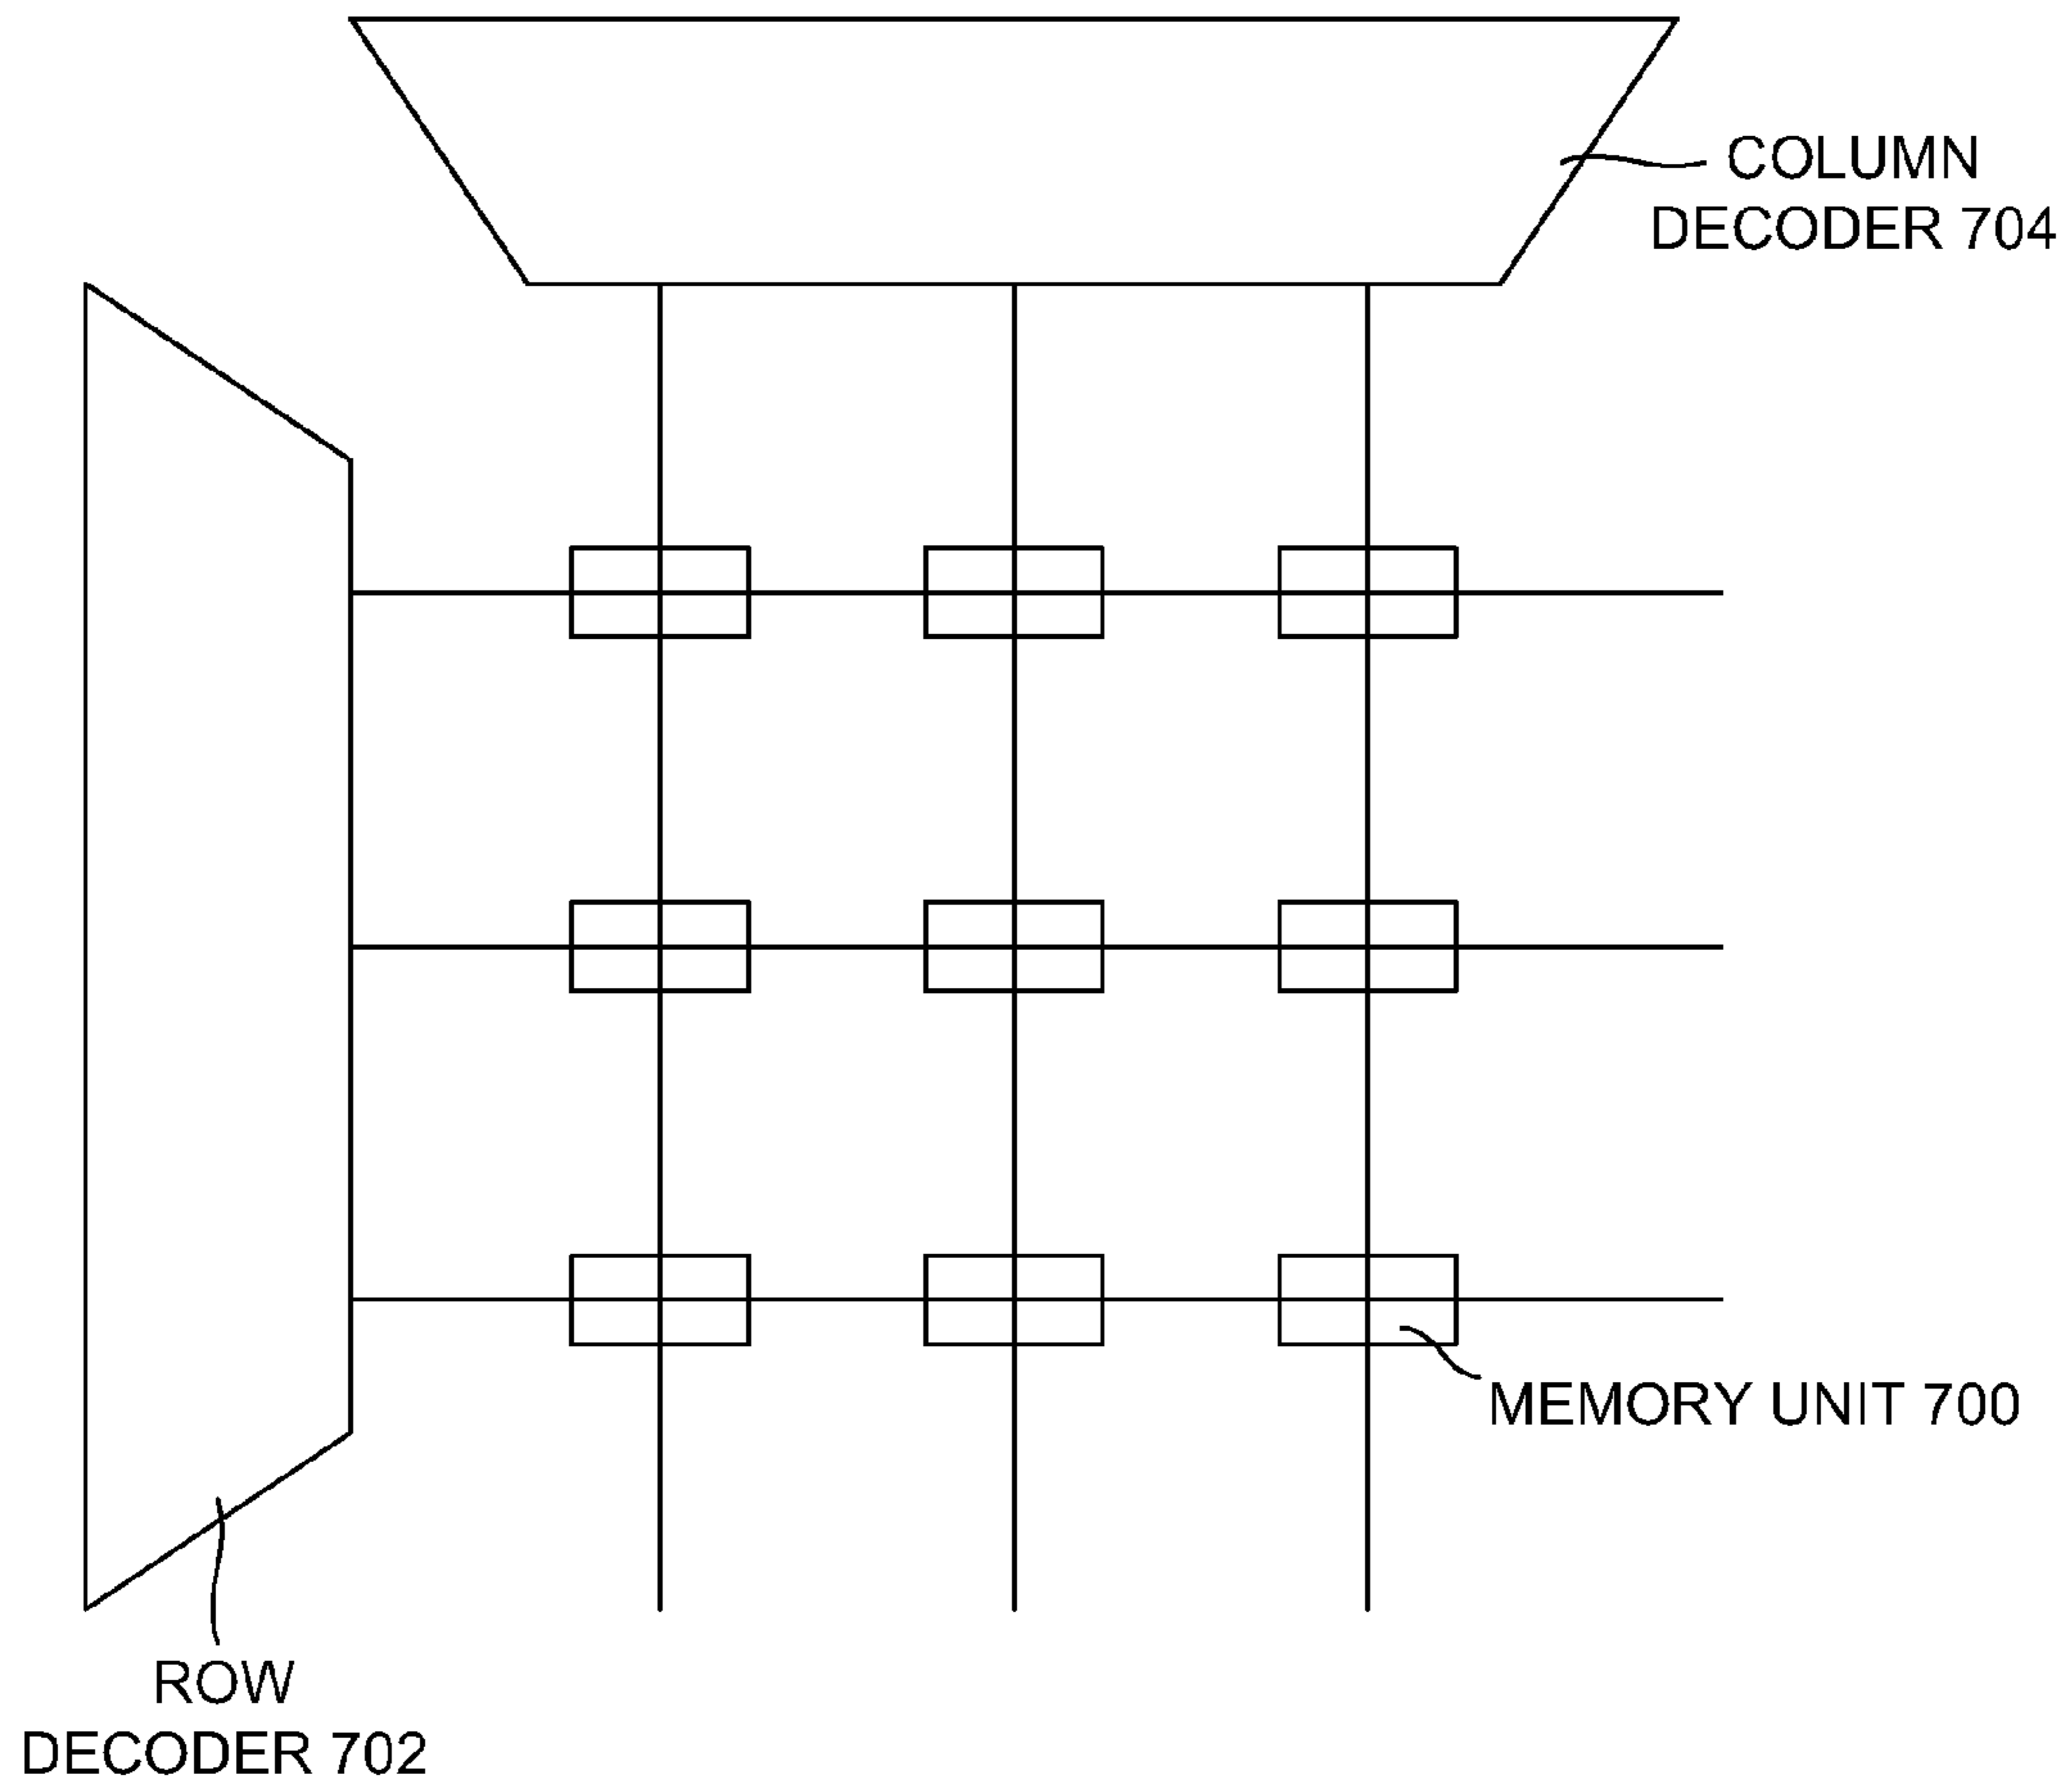 COLUMN
DECODER 704
MEMORY UNIT 700
ROW
DECODER 702